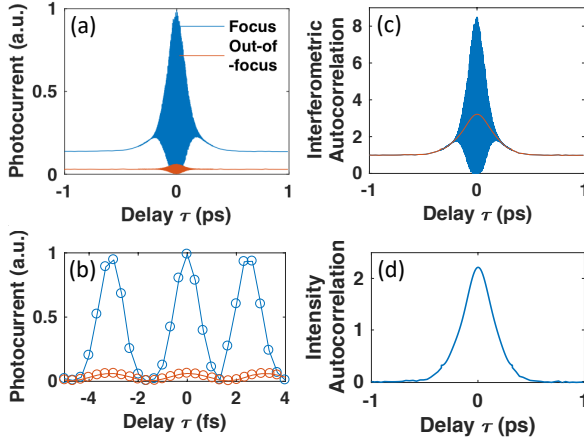 (a)
Focus
Out-of
-focus
Photocurrent (a.u.)
1
0.5
0
-1
0
1
Delay τ (ps)
(c)
Interferometric
Autocorrelation
8
6
4
2
0
-1
0
1
Delay τ (ps)
(b)
Photocurrent (a.u.)
1
0.5
0
-4
-2
0
2
4
Delay τ (fs)
(d)
Intensity
Autocorrelation
2
1
0
-1
0
1
Delay τ (ps)